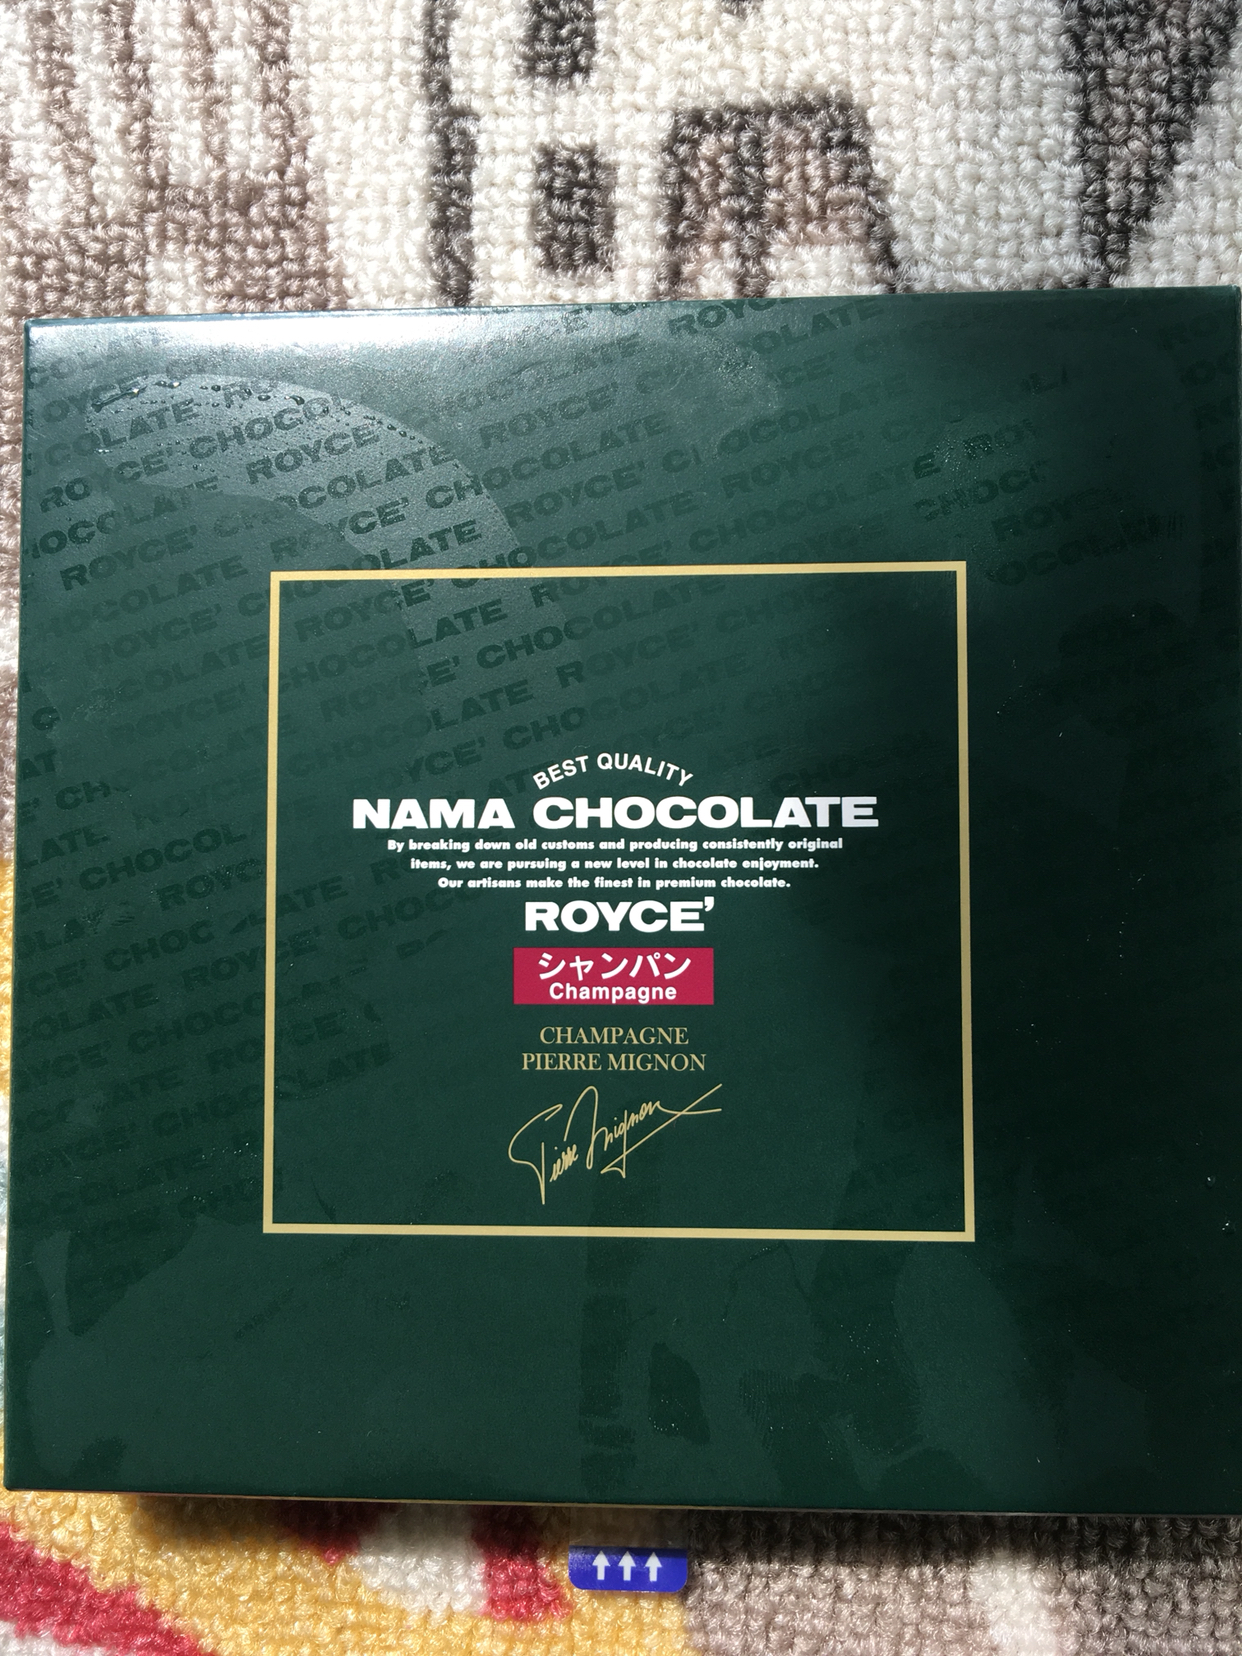 BEST QUALITY
NAMA CHOCOLATE
By breaking down old customs and producing consistently original
items, we are pursuing a new level in chocolate enjoyment.
Our artisans make the finest in premium chocolate.
ROYCE'
シャンパン
Champagne
CHAMPAGNE
PIERRE MIGNON
Pierre Mignon